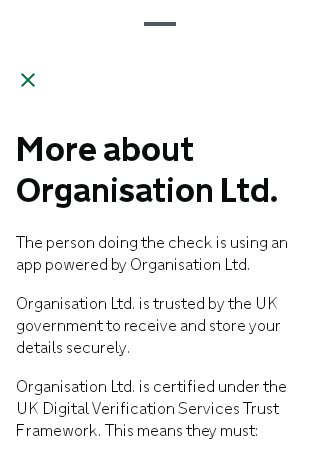 More about
Organisation Ltd.
The person doing the check is using an
app powered by Organisation Ltd.
Organisation Ltd. is trusted by the UK
government to receive and store your
details securely.
Organisation Ltd. is certified under the
UK Digital Verification Services Trust
Framework. This means they must: